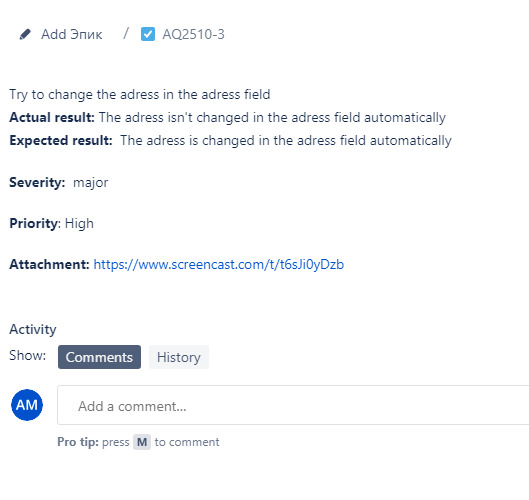 Add Эпик / AQ2510-3
Try to change the adress in the adress field
Actual result: The adress isn't changed in the adress field automatically
Expected result: The adress is changed in the adress field automatically
Severity: major
Priority: High
Attachment: https://www.screencast.com/t/t6sJi0yDzb
Activity
Show: Comments History
AM Add a comment...
Pro tip: press M to comment